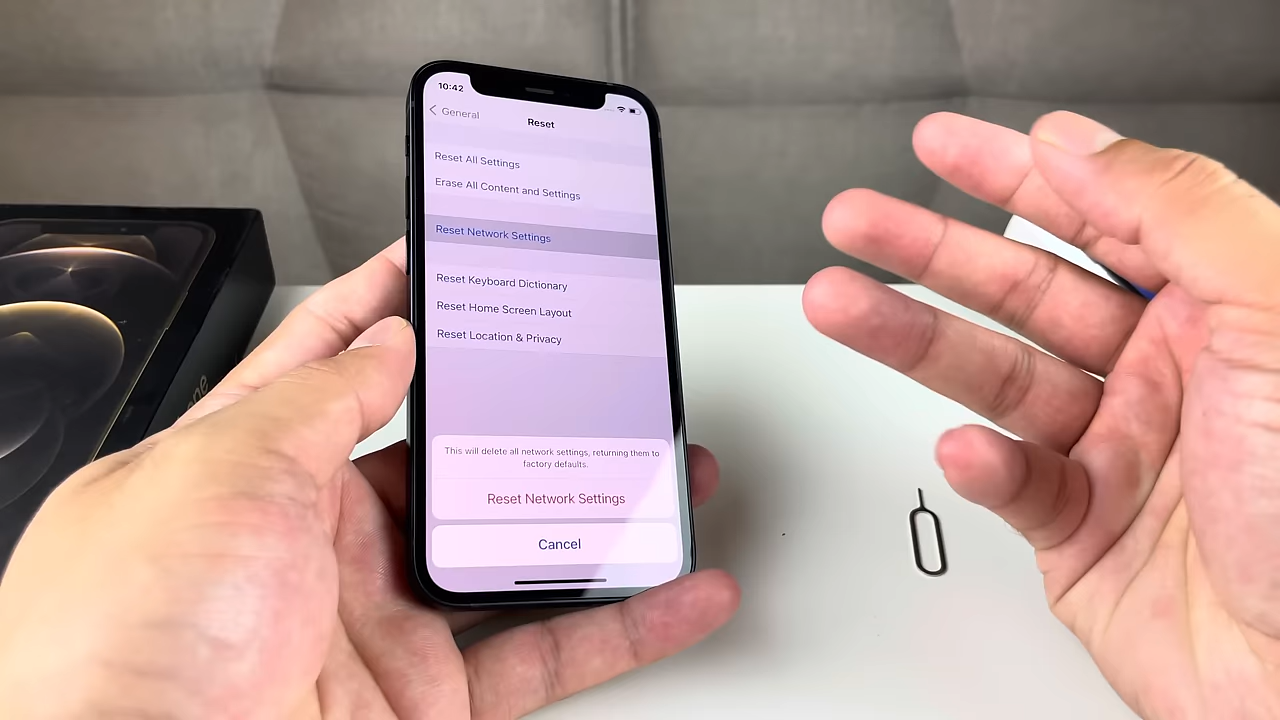 10:42
General
Reset
Reset All Settings
Erase All Content and Settings
Reset Network Settings
Reset Keyboard Dictionary
Reset Home Screen Layout
Reset Location & Privacy
This will delete all network settings, returning them to
factory defaults.
Reset Network Settings
Cancel